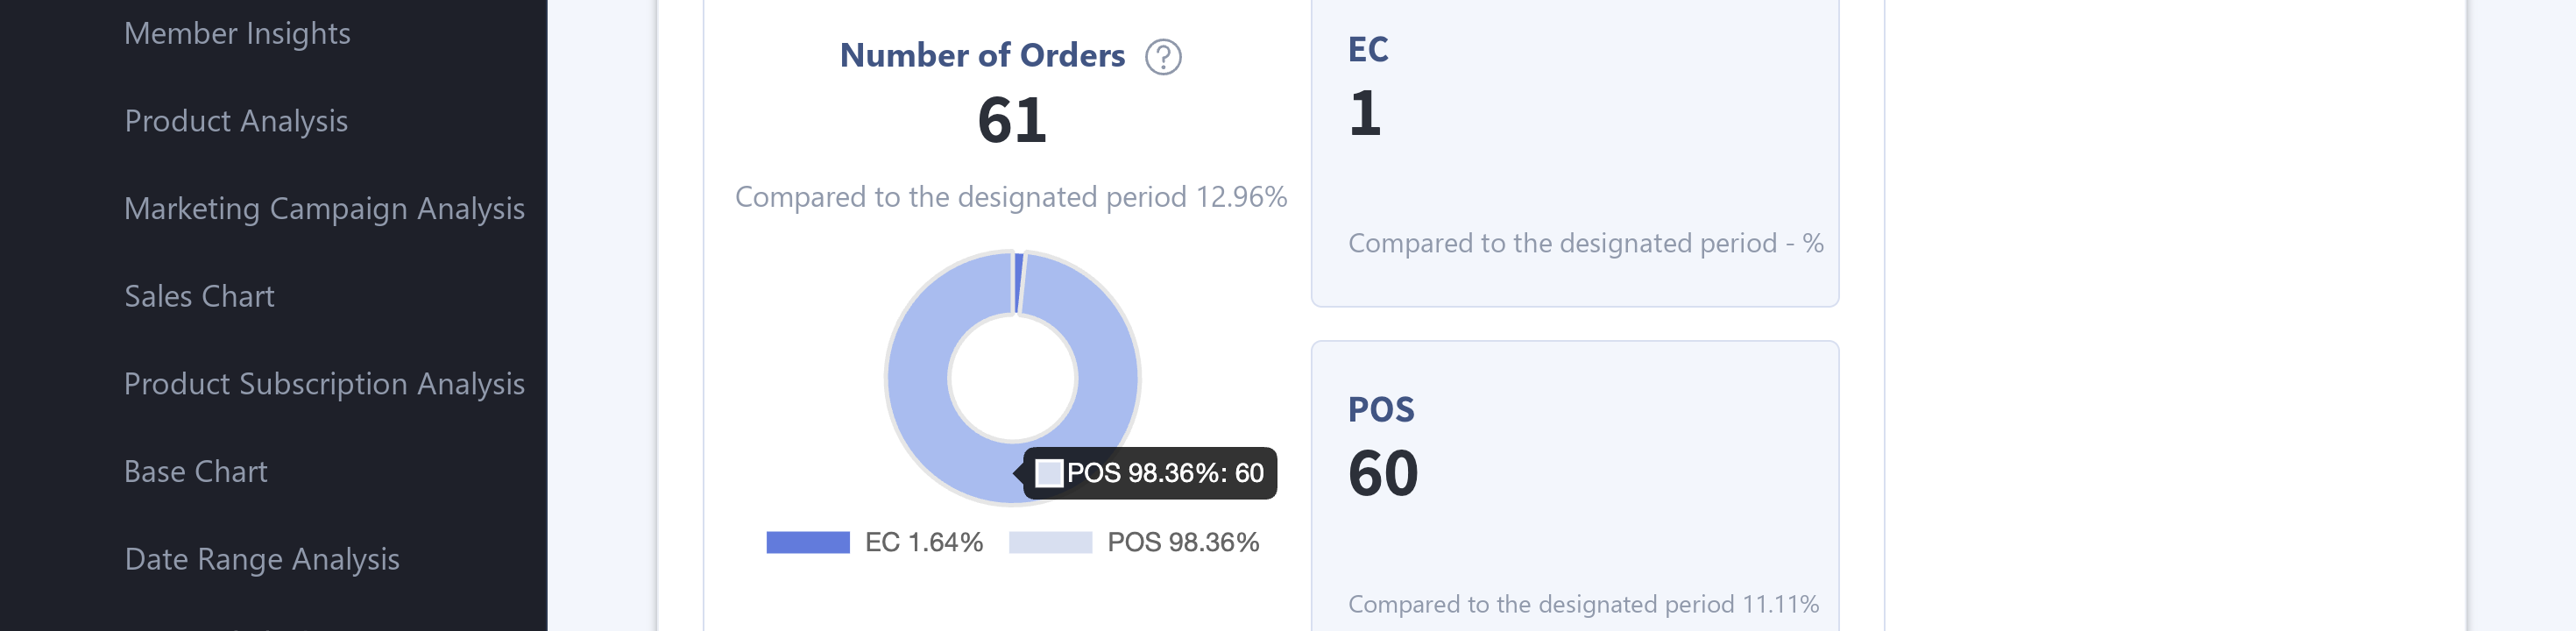 Member Insights
Product Analysis
Marketing Campaign Analysis
Sales Chart
Product Subscription Analysis
Base Chart
Date Range Analysis
Number of Orders ?
61
Compared to the designated period 12.96%
POS 98.36%: 60
EC 1.64% POS 98.36%
EC
1
Compared to the designated period - %
POS
60
Compared to the designated period 11.11%